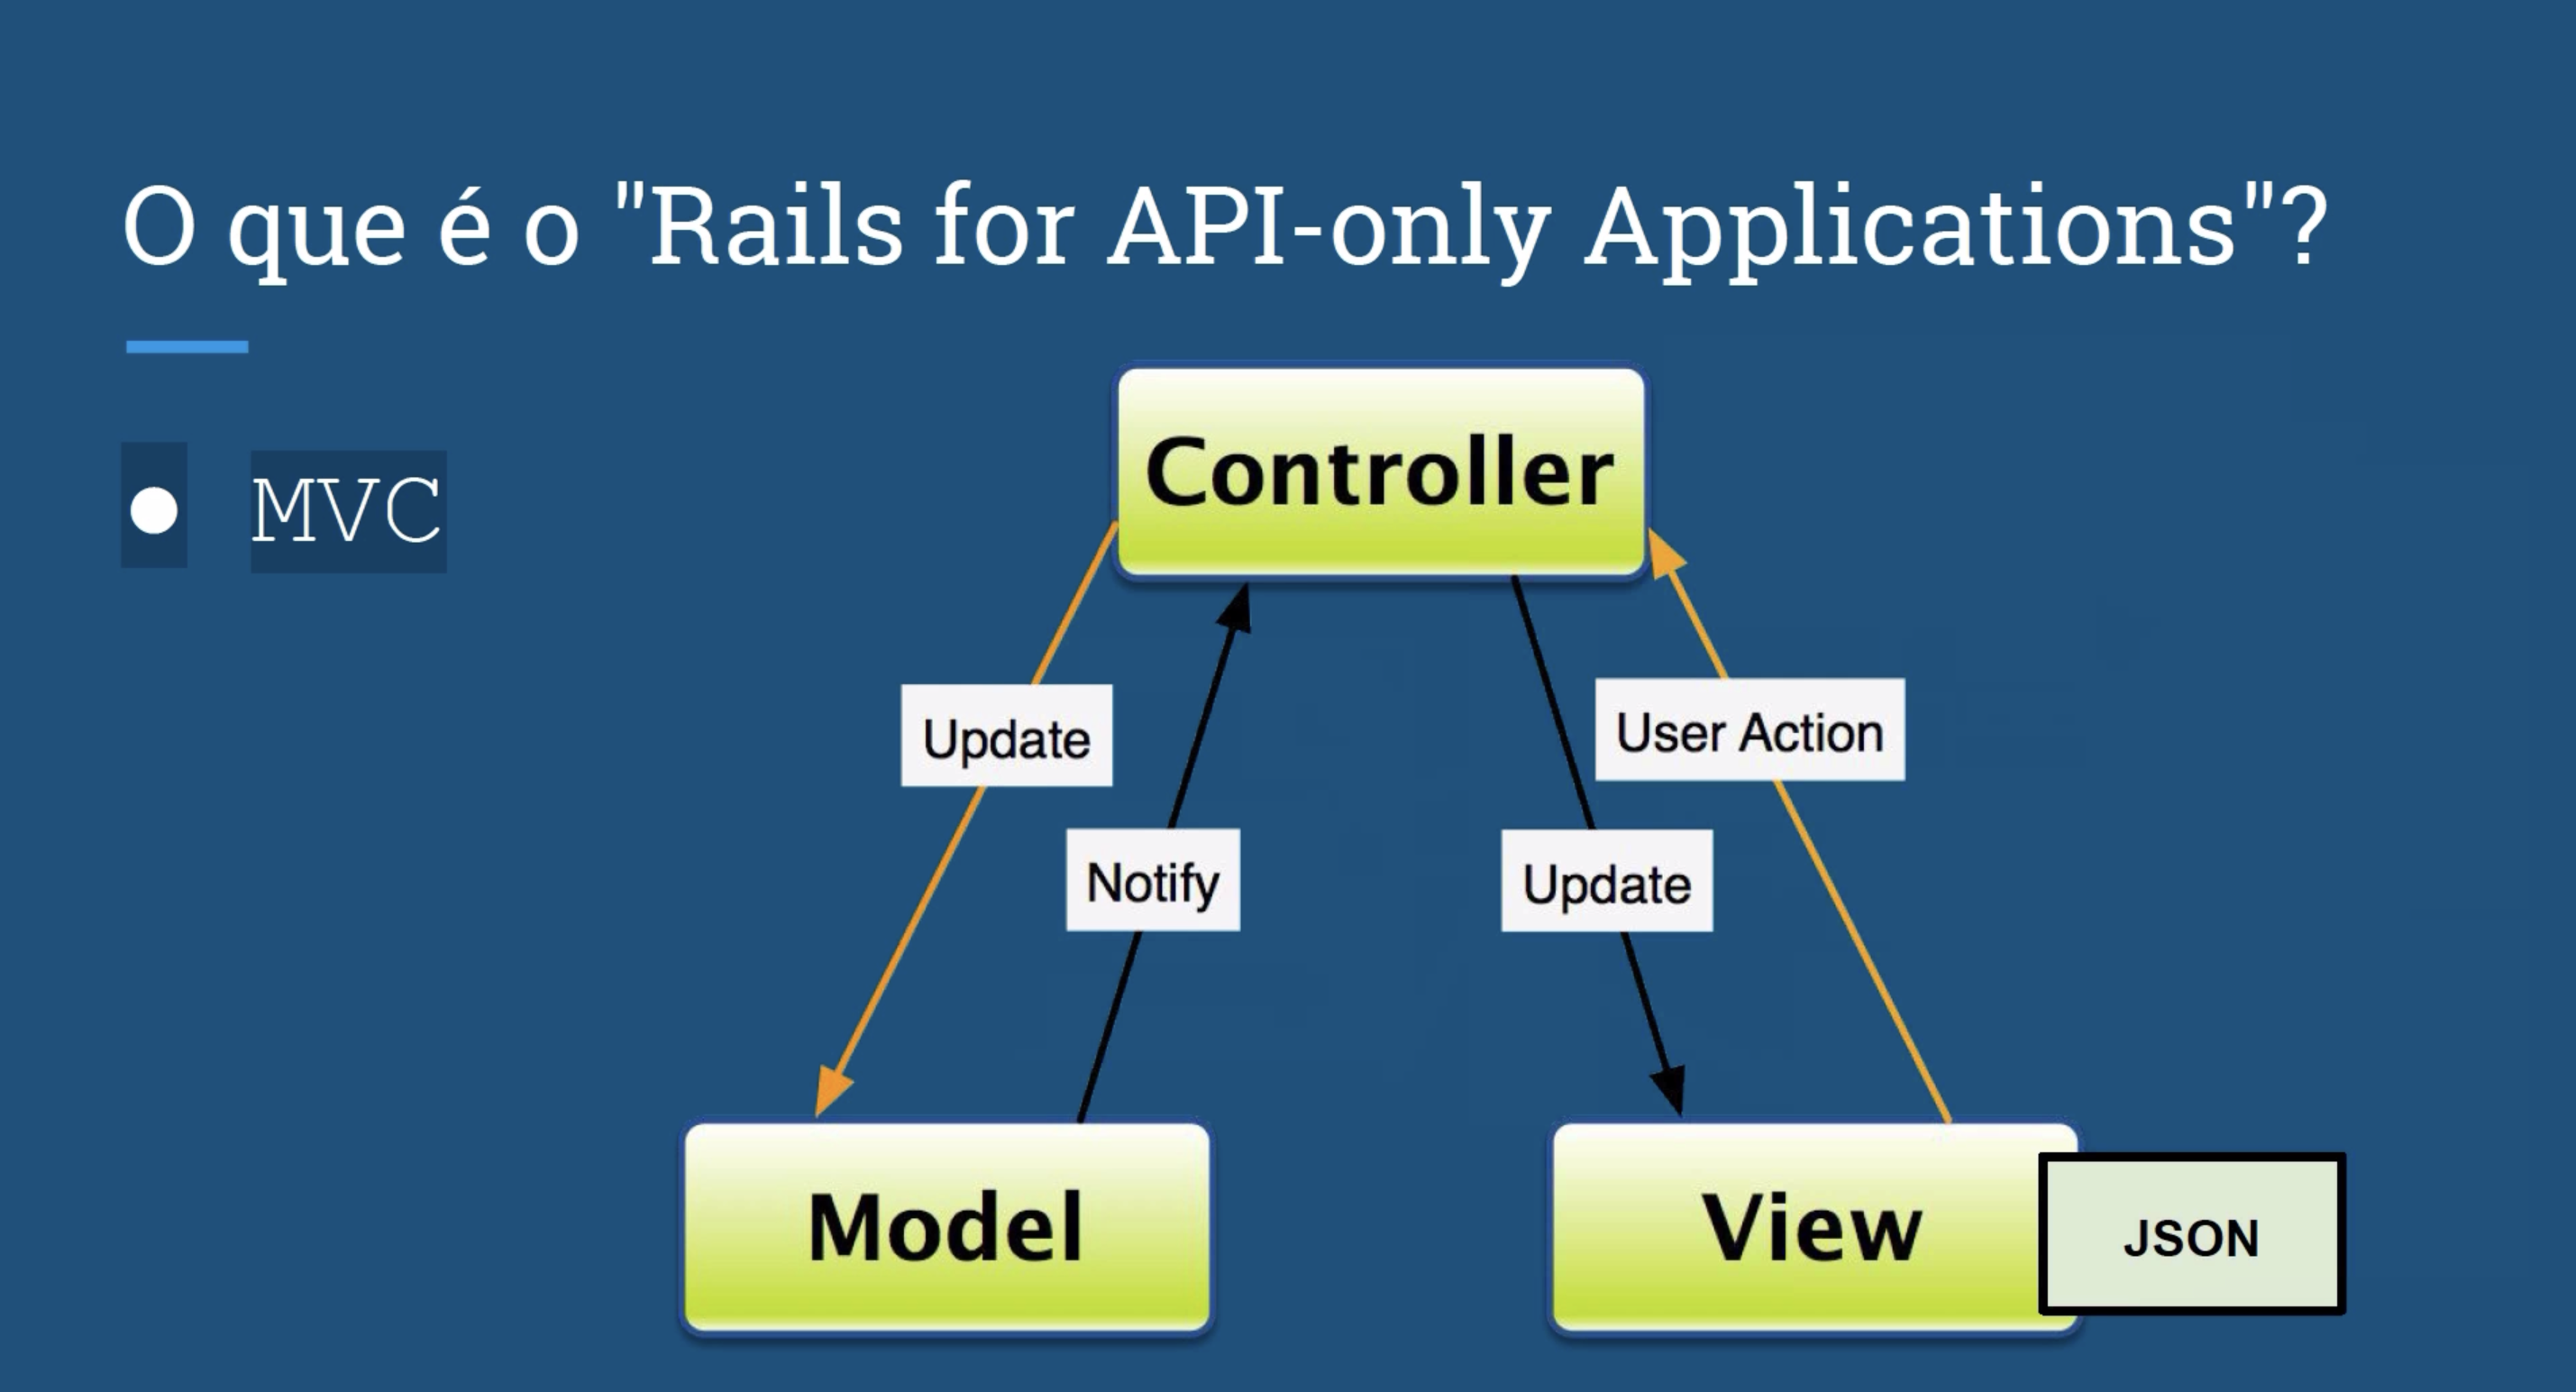 O que é o "Rails for API-only Applications"?
● MVC
Controller
Update
User Action
Notify
Update
Model
View
JSON